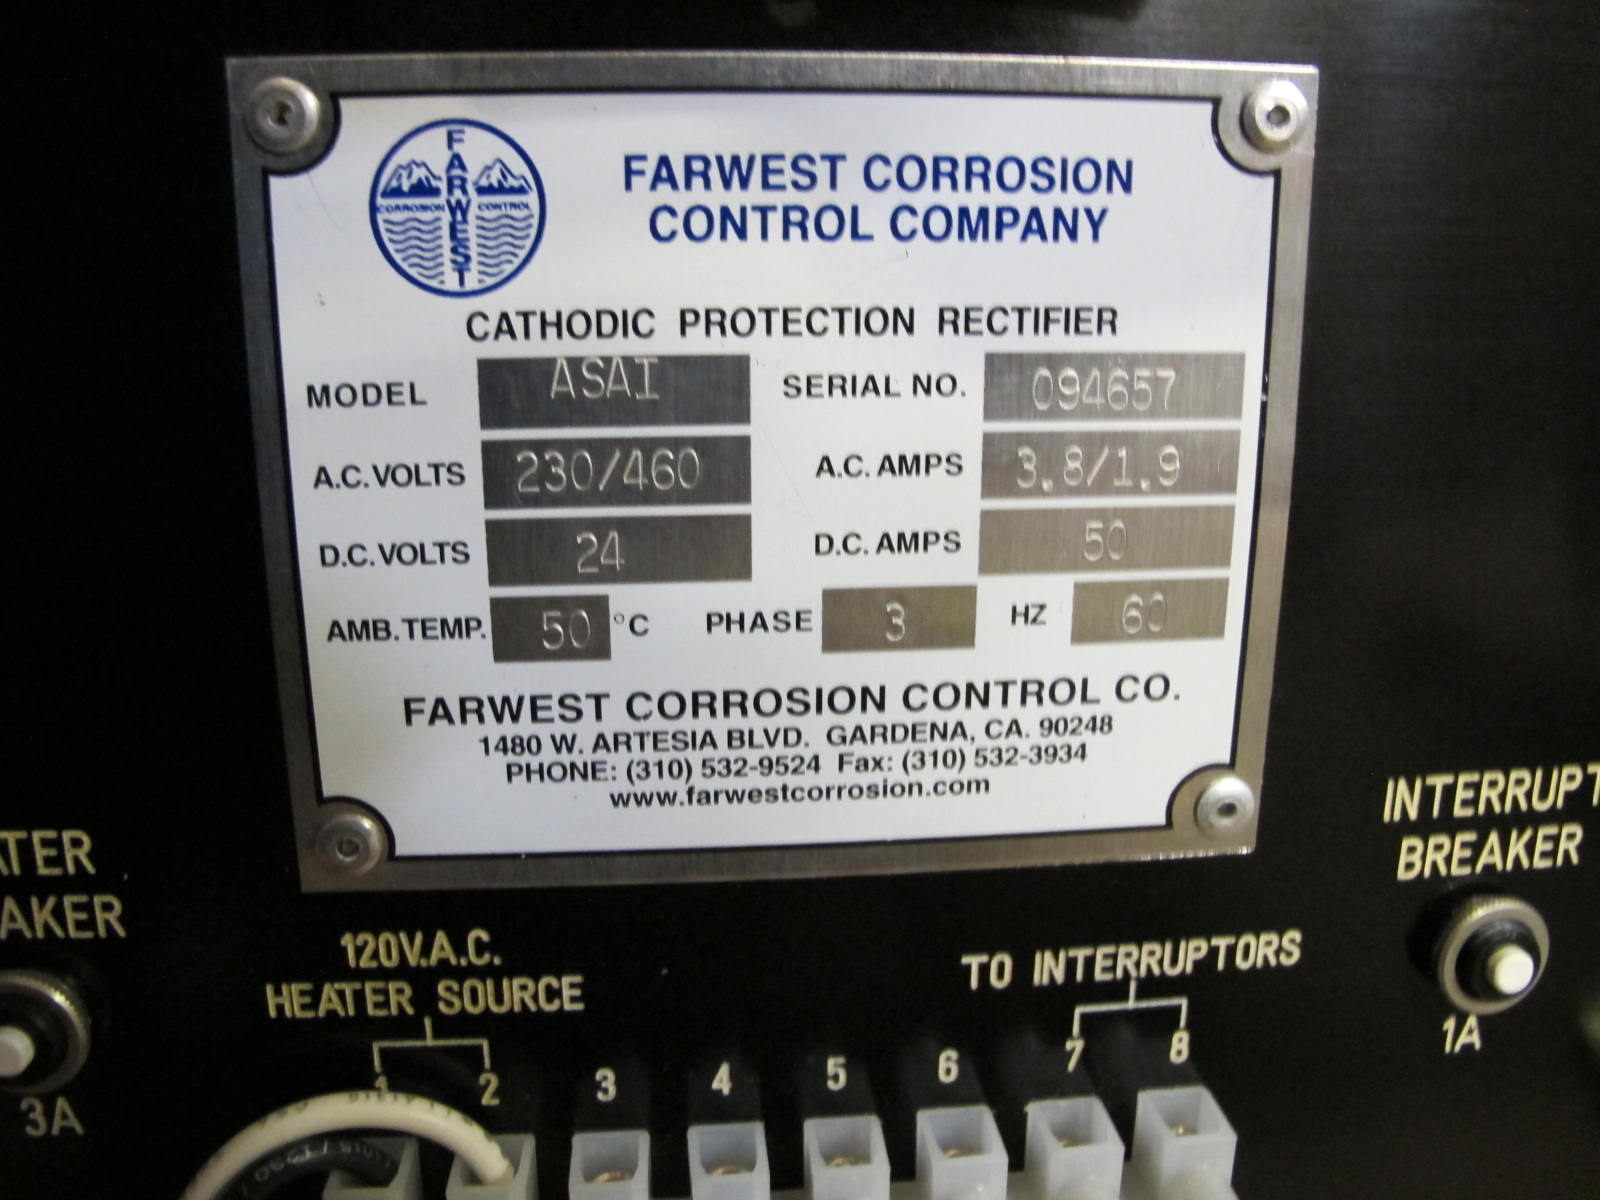 FARWEST
CORROSION CONTROL
FARWEST CORROSION
CONTROL COMPANY
CATHODIC PROTECTION RECTIFIER
MODEL ASAI SERIAL NO. 094657
A.C. VOLTS 230/460 A.C. AMPS 3.8/1.9
D.C. VOLTS 24 D.C. AMPS 50
AMB. TEMP. 50 °C PHASE 3 HZ 60
FARWEST CORROSION CONTROL CO.
1480 W. ARTESIA BLVD. GARDENA, CA. 90248
PHONE: (310) 532-9524 Fax: (310) 532-3934
www.farwestcorrosion.com
ATER
AKER
3A
INTERRUPT
BREAKER
1A
120V.A.C.
HEATER SOURCE
TO INTERRUPTORS
1 2 3 4 5 6 7 8